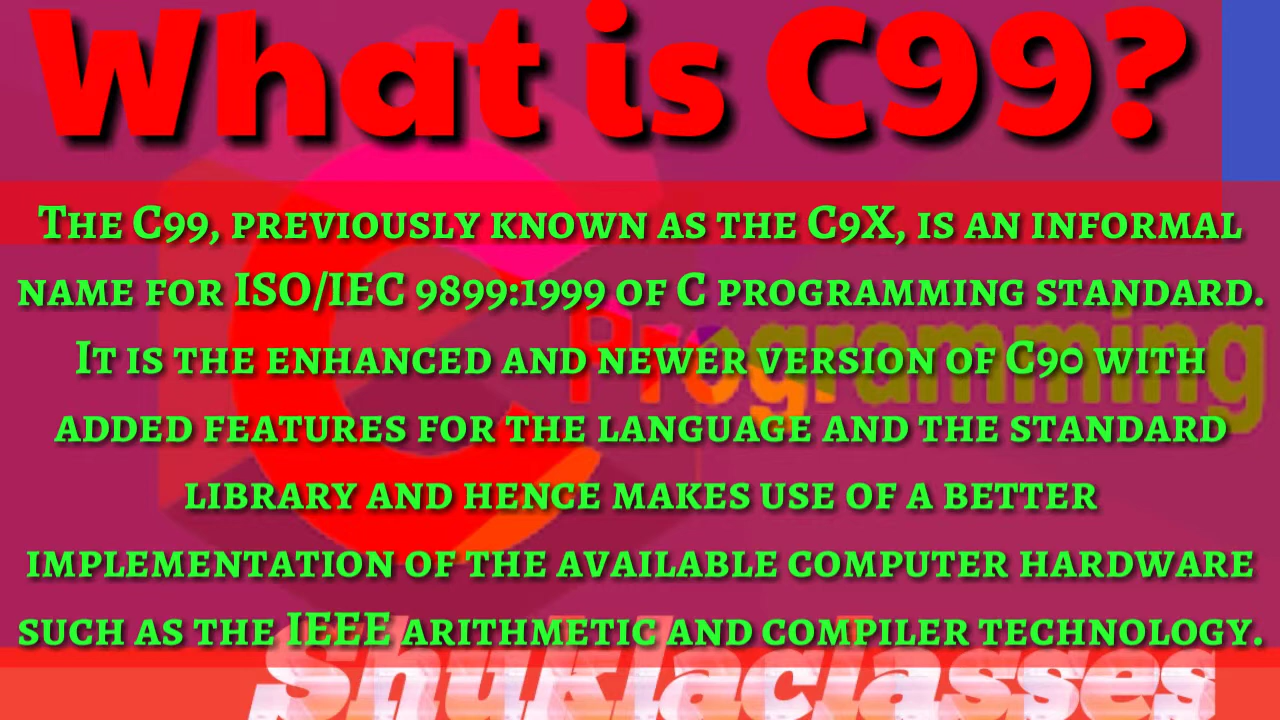 What is C99?
The C99, previously known as the C9X, is an informal
name for ISO/IEC 9899:1999 of C programming standard.
It is the enhanced and newer version of C90 with
Programming
added features for the language and the standard
library and hence makes use of a better
implementation of the available computer hardware
such as the IEEE arithmetic and compiler technology.
Shuklaclasses